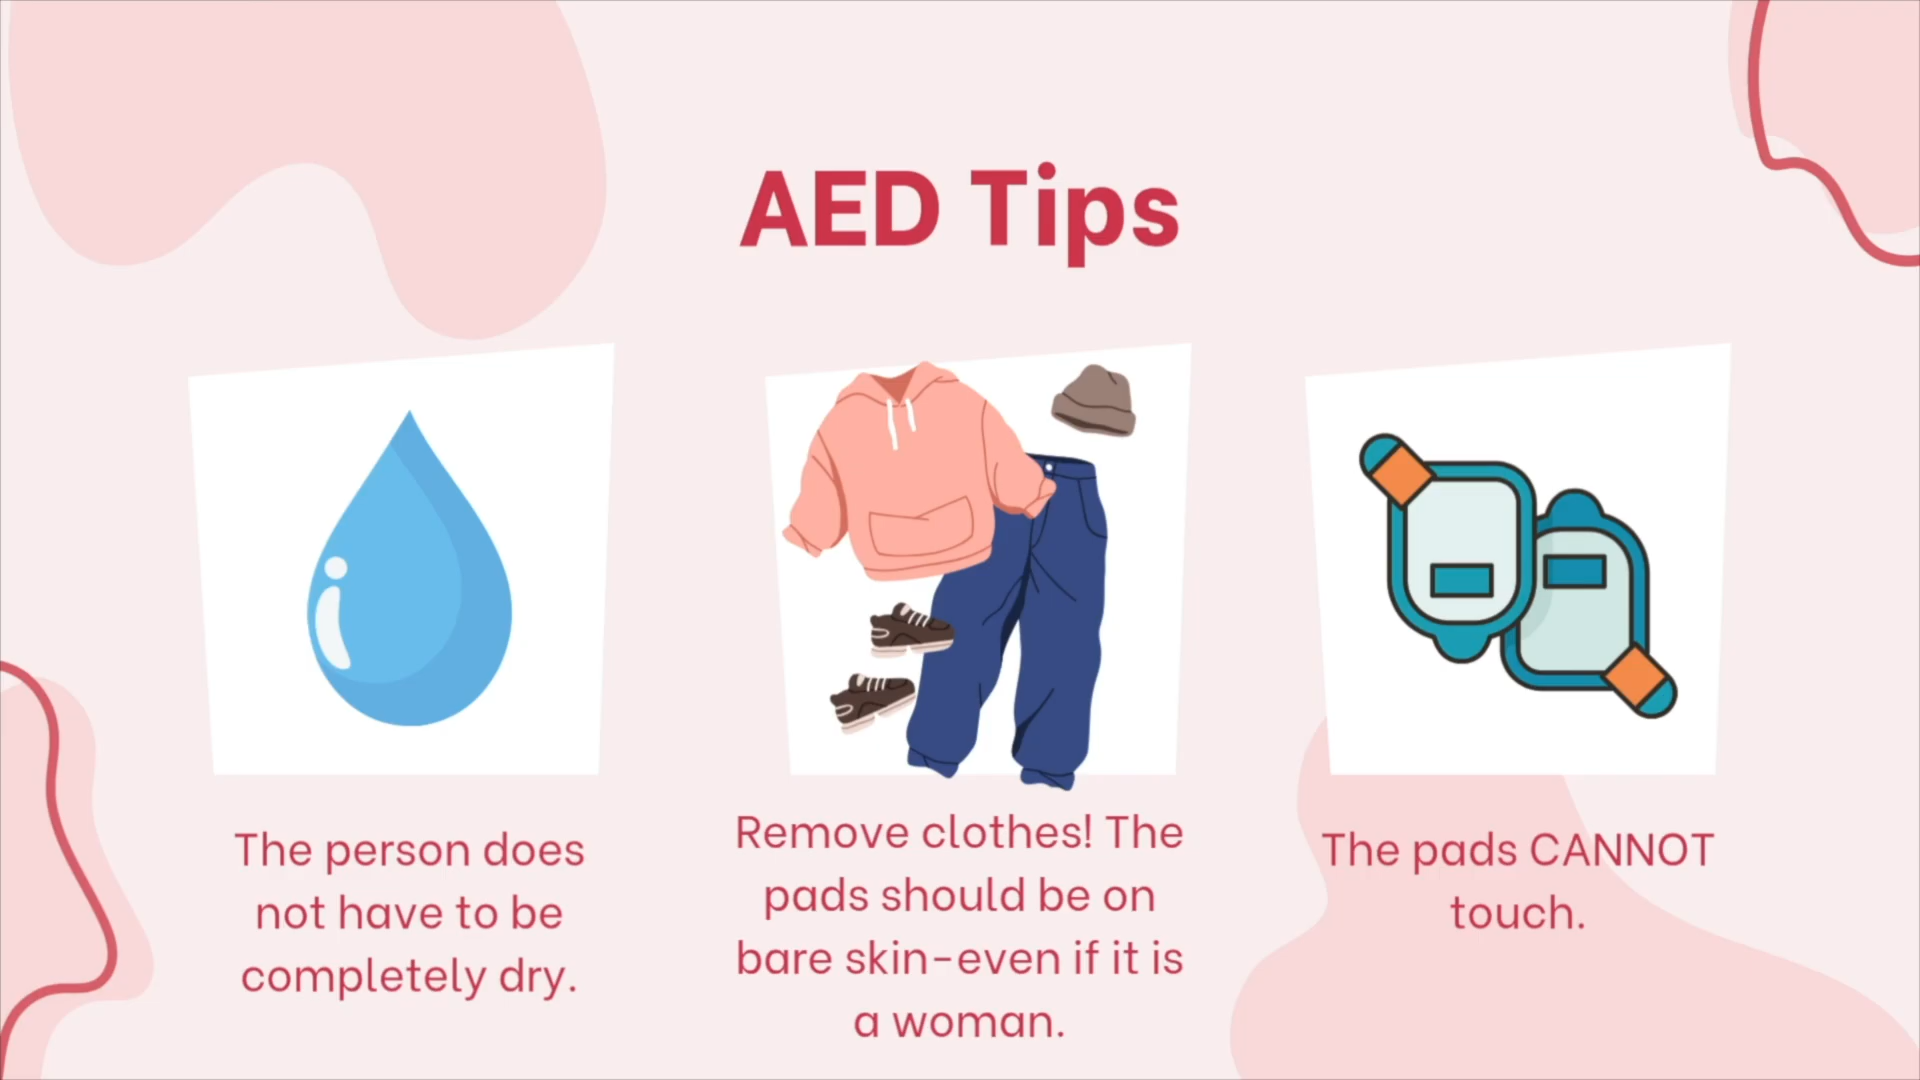 AED Tips
The person does
not have to be
completely dry.
Remove clothes! The
pads should be on
bare skin-even if it is
a woman.
The pads CANNOT
touch.